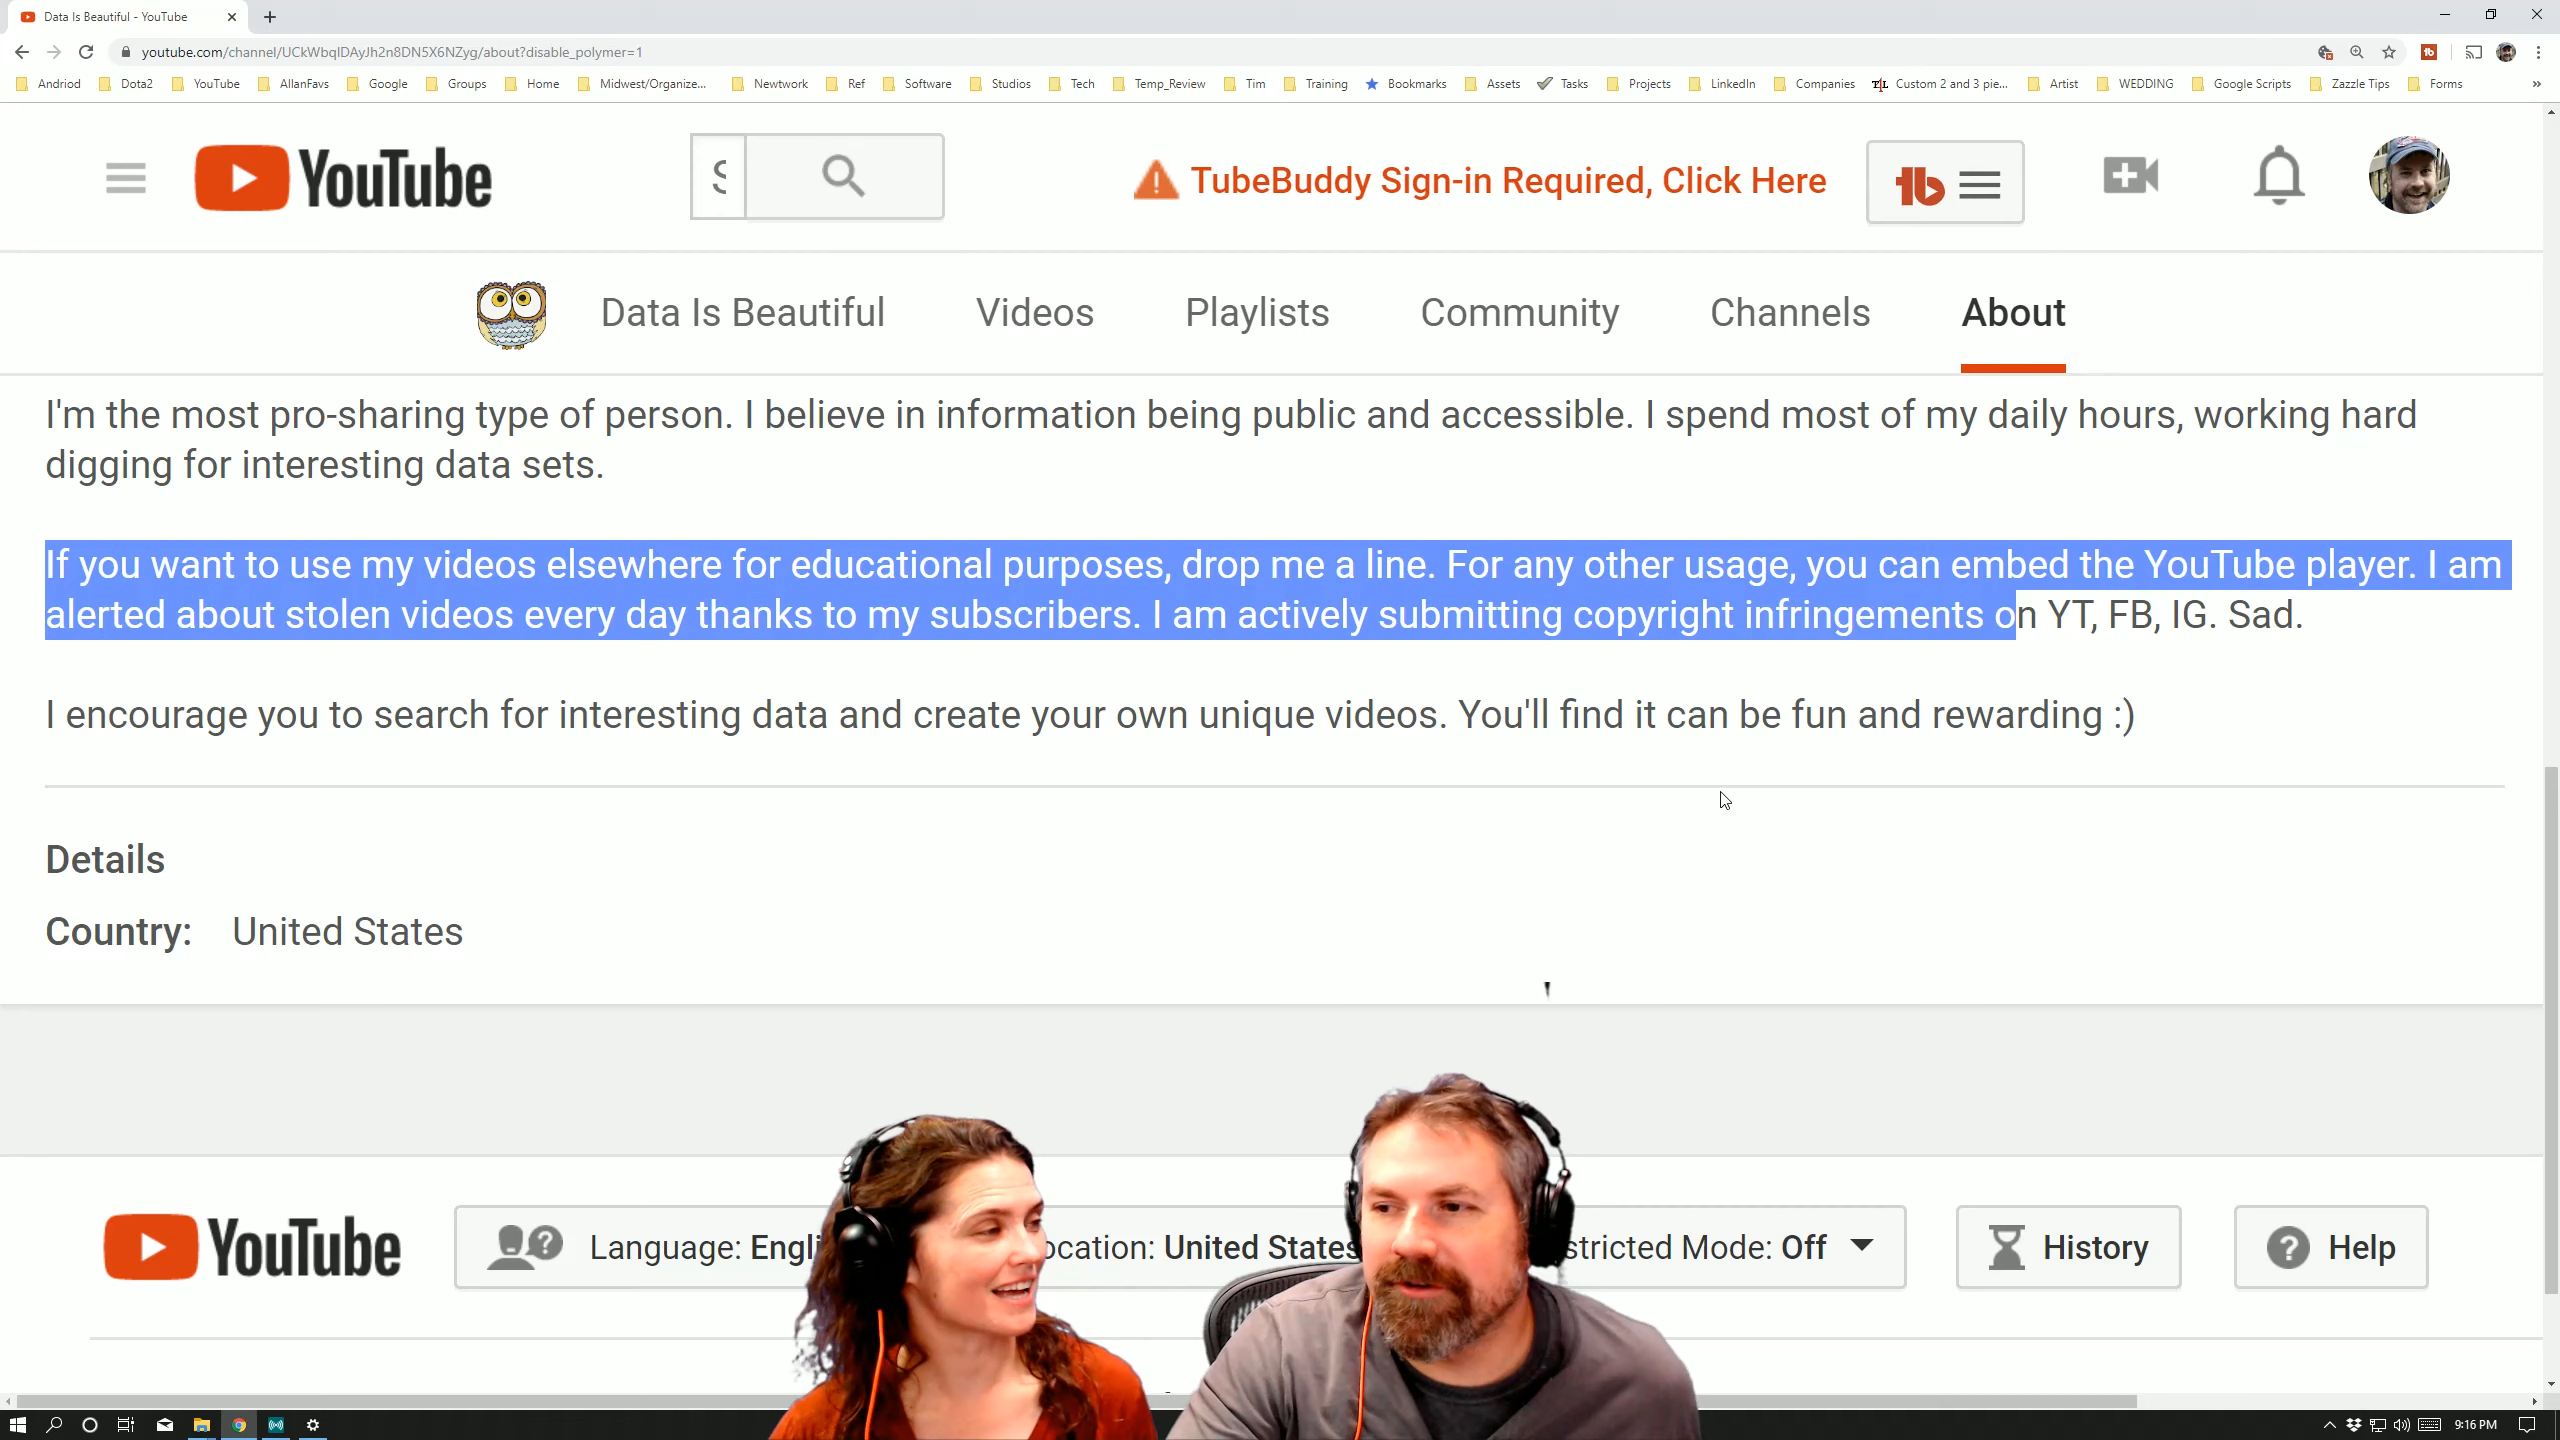 Data Is Beautiful - YouTube
youtube.com/channel/UCkWbqlDAyJh2n8DN5X6NZyg/about?disable_polymer=1
Andriod Dota2 YouTube AllanFavs Google Groups Home Midwest/Organize... Newtwork Ref Software Studios Tech Temp_Review Tim Training Bookmarks Assets Tasks Projects LinkedIn Companies Custom 2 and 3 pie... Artist WEDDING Google Scripts Zazzle Tips Forms »
YouTube S TubeBuddy Sign-in Required, Click Here
Data Is Beautiful Videos Playlists Community Channels About
I'm the most pro-sharing type of person. I believe in information being public and accessible. I spend most of my daily hours, working hard
digging for interesting data sets.
If you want to use my videos elsewhere for educational purposes, drop me a line. For any other usage, you can embed the YouTube player. I am
alerted about stolen videos every day thanks to my subscribers. I am actively submitting copyright infringements on YT, FB, IG. Sad.
I encourage you to search for interesting data and create your own unique videos. You'll find it can be fun and rewarding :)
Details
Country: United States
YouTube Language: Engli ocation: United States stricted Mode: Off History Help
9:16 PM